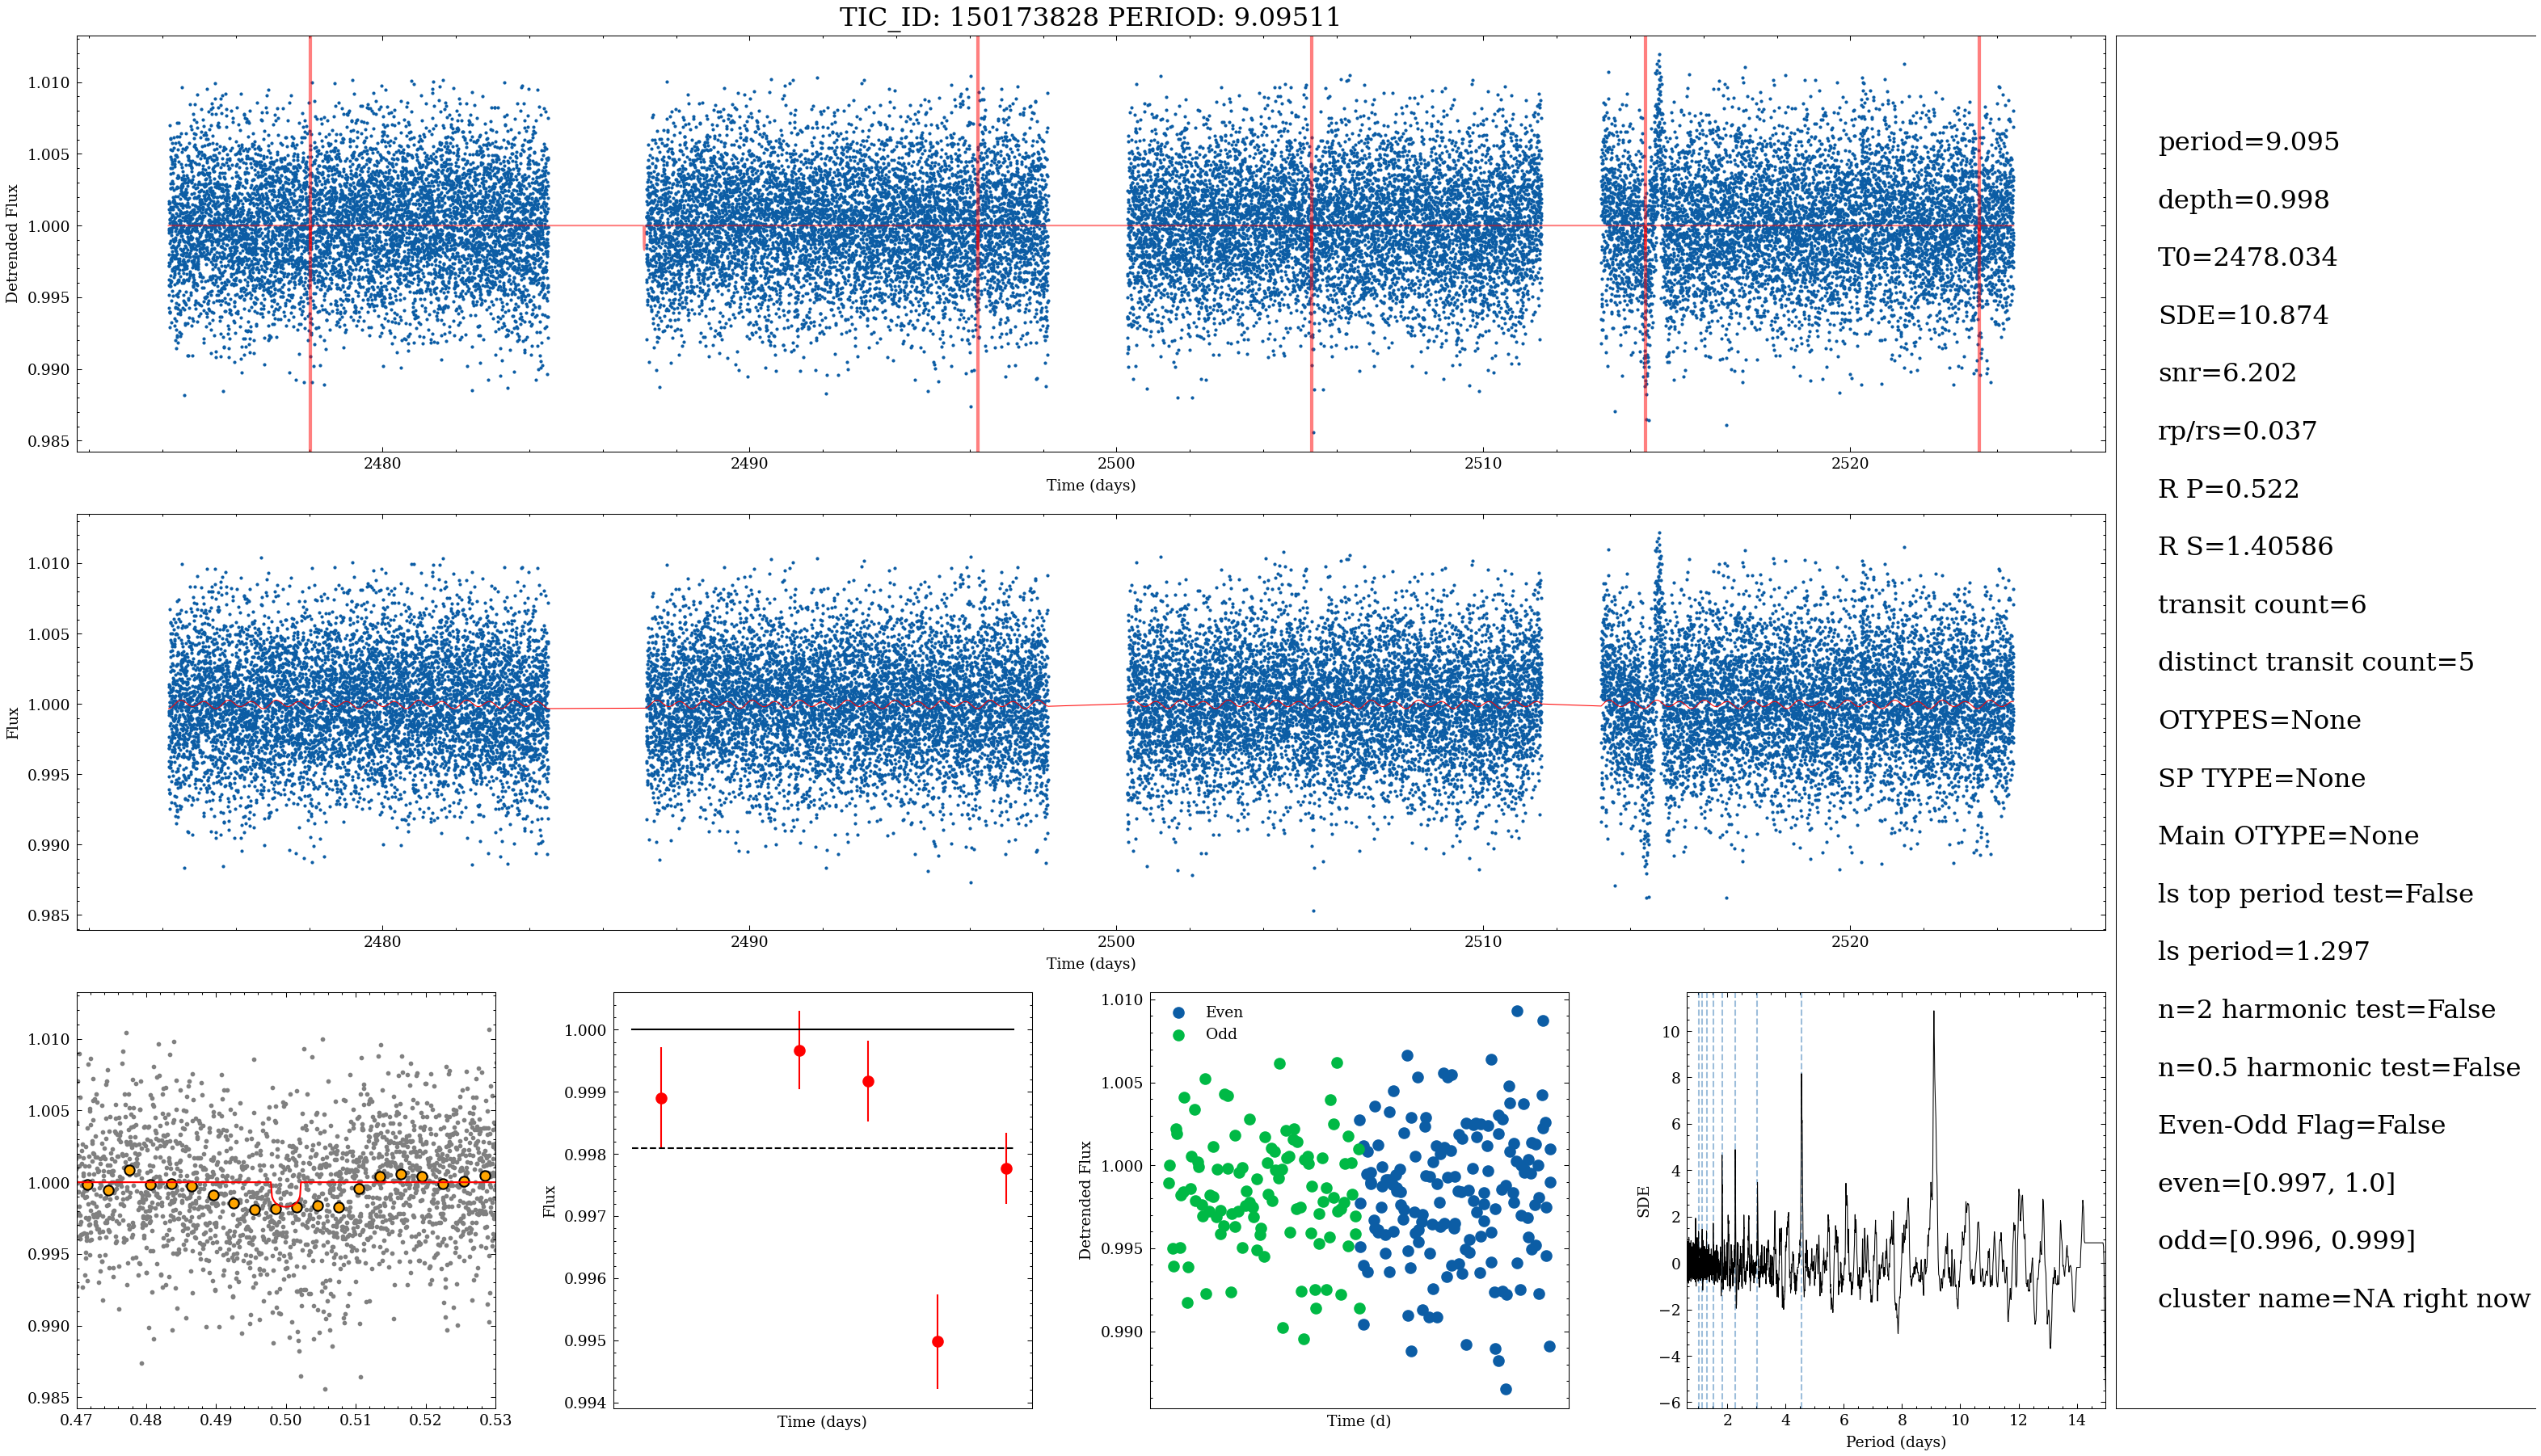 TIC_ID: 150173828 PERIOD: 9.09511
1.010
1.005
1.000
0.995
0.990
0.985
Detrended Flux
2480
2490
2500
2510
2520
Time (days)
1.010
1.005
1.000
0.995
0.990
0.985
Flux
2480
2490
2500
2510
2520
Time (days)
1.010
1.005
1.000
0.995
0.990
0.985
0.47
0.48
0.49
0.50
0.51
0.52
0.53
1.000
0.999
0.998
0.997
0.996
0.995
0.994
Flux
Time (days)
1.010
1.005
1.000
0.995
0.990
Detrended Flux
Even
Odd
Time (d)
10
8
6
4
2
0
−2
−4
−6
SDE
2
4
6
8
10
12
14
Period (days)
period=9.095
depth=0.998
T0=2478.034
SDE=10.874
snr=6.202
rp/rs=0.037
R P=0.522
R S=1.40586
transit count=6
distinct transit count=5
OTYPES=None
SP TYPE=None
Main OTYPE=None
ls top period test=False
ls period=1.297
n=2 harmonic test=False
n=0.5 harmonic test=False
Even-Odd Flag=False
even=[0.997, 1.0]
odd=[0.996, 0.999]
cluster name=NA right now